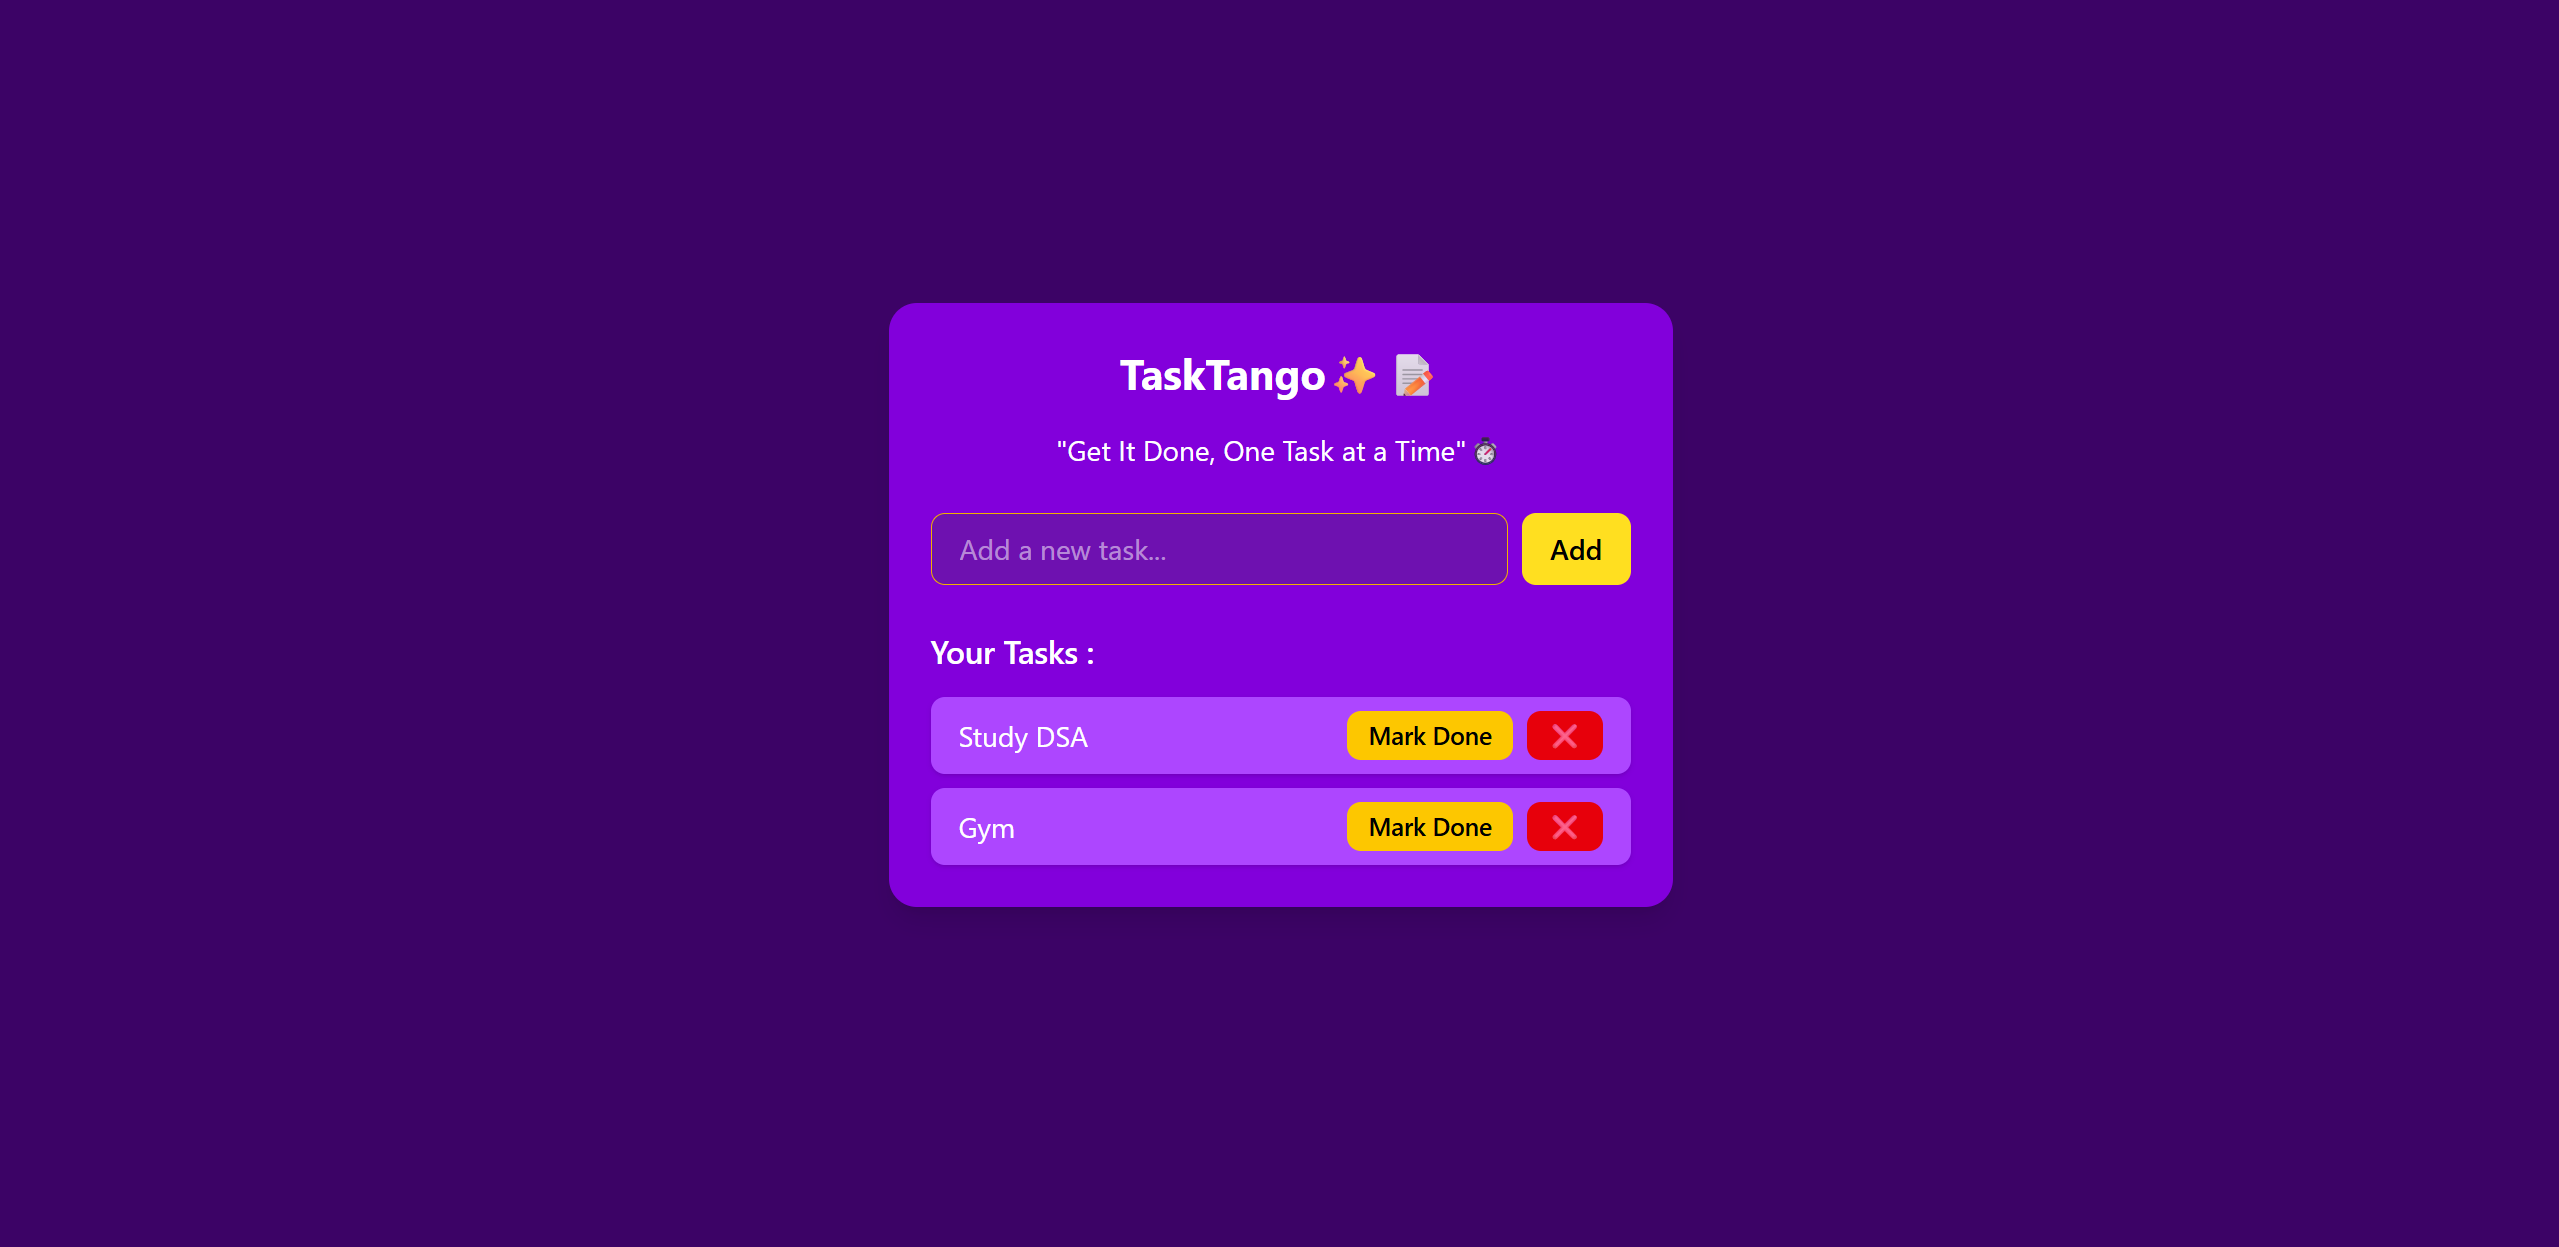 TaskTango✨ 📝
"Get It Done, One Task at a Time"⏱️
Add a new task...
Add
Your Tasks :
Study DSA
Mark Done
❌
Gym
Mark Done
❌